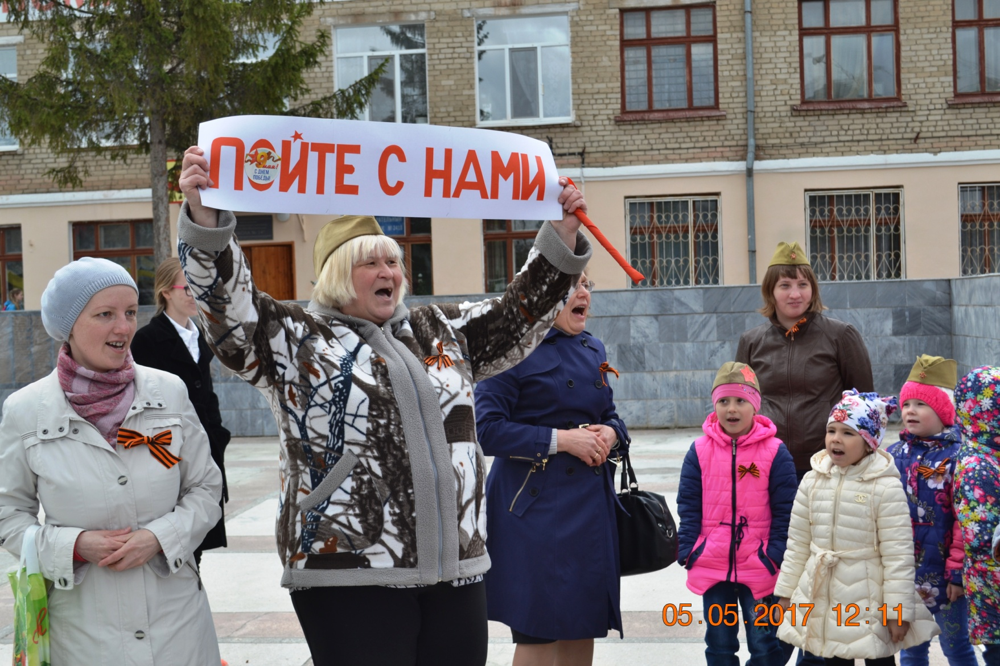 ПОЙТЕ С НАМИ
9
мая!
С ДНЕМ
ПОБЕДЫ!
05.05.2017 12:11